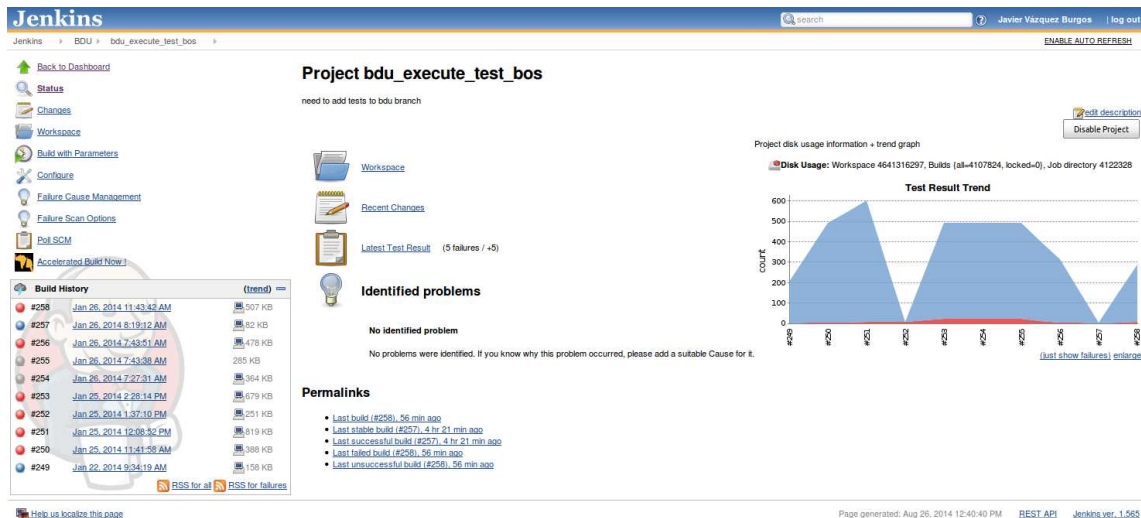 Jenkins
search
Javier Vázquez Burgos | log out
Jenkins BDU bdu_execute_test_bos
ENABLE AUTO REFRESH
Back to Dashboard
Status
Changes
Workspace
Build with Parameters
Configure
Failure Cause Management
Failure Scan Options
Poll SCM
Accelerated Build Now !
Build History (trend)
#258 Jan 26, 2014 11:43:42 AM 507 KB
#257 Jan 26, 2014 8:19:12 AM 82 KB
#256 Jan 26, 2014 7:43:51 AM 478 KB
#255 Jan 26, 2014 7:43:38 AM 285 KB
#254 Jan 26, 2014 7:27:31 AM 364 KB
#253 Jan 25, 2014 2:28:14 PM 679 KB
#252 Jan 25, 2014 1:37:10 PM 251 KB
#251 Jan 25, 2014 12:08:52 PM 819 KB
#250 Jan 25, 2014 11:41:58 AM 388 KB
#249 Jan 22, 2014 9:34:19 AM 158 KB
RSS for all RSS for failures
Project bdu_execute_test_bos
need to add tests to bdu branch
edit description
Disable Project
Workspace
Recent Changes
Latest Test Result (5 failures / +5)
Identified problems
No identified problem
No problems were identified. If you know why this problem occurred, please add a suitable Cause for it.
Permalinks
Last build (#258), 56 min ago
Last stable build (#257), 4 hr 21 min ago
Last successful build (#257), 4 hr 21 min ago
Last failed build (#258), 56 min ago
Last unsuccessful build (#258), 56 min ago
Project disk usage information + trend graph
Disk Usage: Workspace 4641316297, Builds {all=4107824, locked=0}, Job directory 4122328
Test Result Trend
count
600
500
400
300
200
100
0
#249 #250 #251 #252 #253 #254 #255 #256 #257 #258
(just show failures) enlarge
Help us localize this page
Page generated: Aug 26, 2014 12:40:40 PM REST API Jenkins ver. 1.565